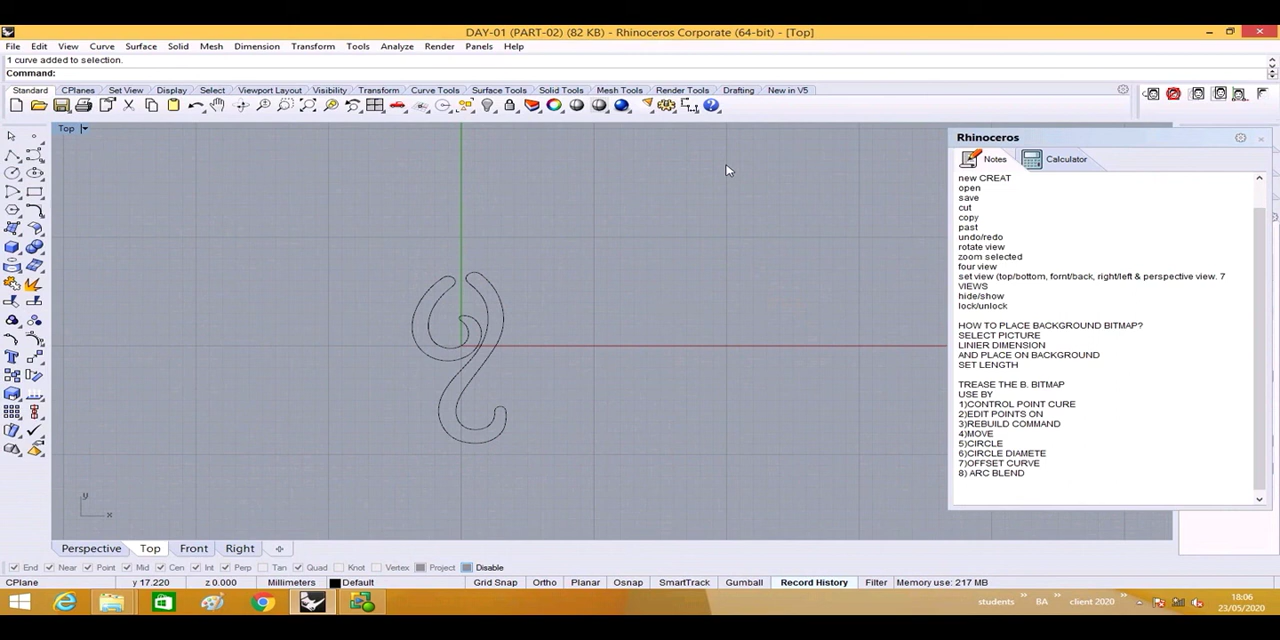 DAY-01 (PART-02) (82 KB) - Rhinoceros Corporate (64-bit) - [Top]
File Edit View Curve Surface Solid Mesh Dimension Transform Tools Analyze Render Panels Help
1 curve added to selection.
Command:
Standard CPlanes Set View Display Select Viewport Layout Visibility Transform Curve Tools Surface Tools Solid Tools Mesh Tools Render Tools Drafting New in V5
Top
Rhinoceros
Notes Calculator
new CREAT
open
save
cut
copy
past
undo/redo
rotate view
zoom selected
four view
set view (top/bottom, fornt/back, right/left & perspective view. 7
VIEWS
hide/show
lock/unlock
HOW TO PLACE BACKGROUND BITMAP?
SELECT PICTURE
LINIER DIMENSION
AND PLACE ON BACKGROUND
SET LENGTH
TREASE THE B. BITMAP
USE BY
1)CONTROL POINT CURE
2)EDIT POINTS ON
3)REBUILD COMMAND
4)MOVE
5)CIRCLE
6)CIRCLE DIAMETE
7)OFFSET CURVE
8) ARC BLEND
y
x
Perspective Top Front Right
End Near Point Mid Cen Int Perp Tan Quad Knot Vertex Project Disable
CPlane y 17.220 z 0.000 Millimeters Default Grid Snap Ortho Planar Osnap SmartTrack Gumball Record History Filter Memory use: 217 MB
students BA client 2020 18:06
23/05/2020